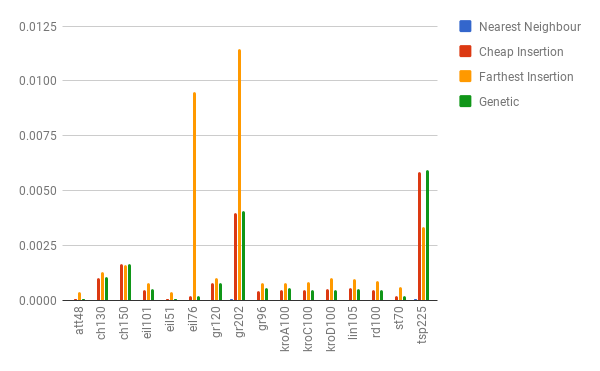 0.0125
0.0100
0.0075
0.0050
0.0025
0.0000
att48
ch130
ch150
eil101
eil51
eil76
gr120
gr202
gr96
kroA100
kroC100
kroD100
lin105
rd100
st70
tsp225
Nearest Neighbour
Cheap Insertion
Farthest Insertion
Genetic